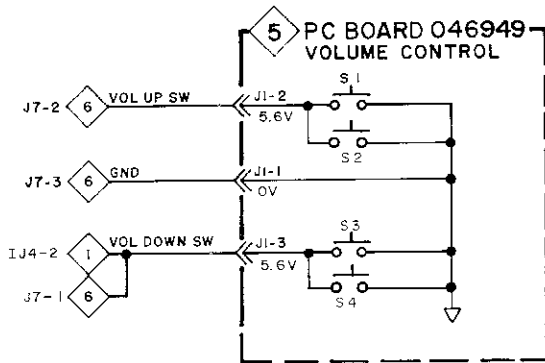 5 PC BOARD 046949
VOLUME CONTROL
S1
J7-2 6 VOL UP SW J1-2
5.6V
S2
J7-3 6 GND J1-1
0V
S3
IJ4-2 1 VOL DOWN SW J1-3
5.6V
J7-1 6
S4